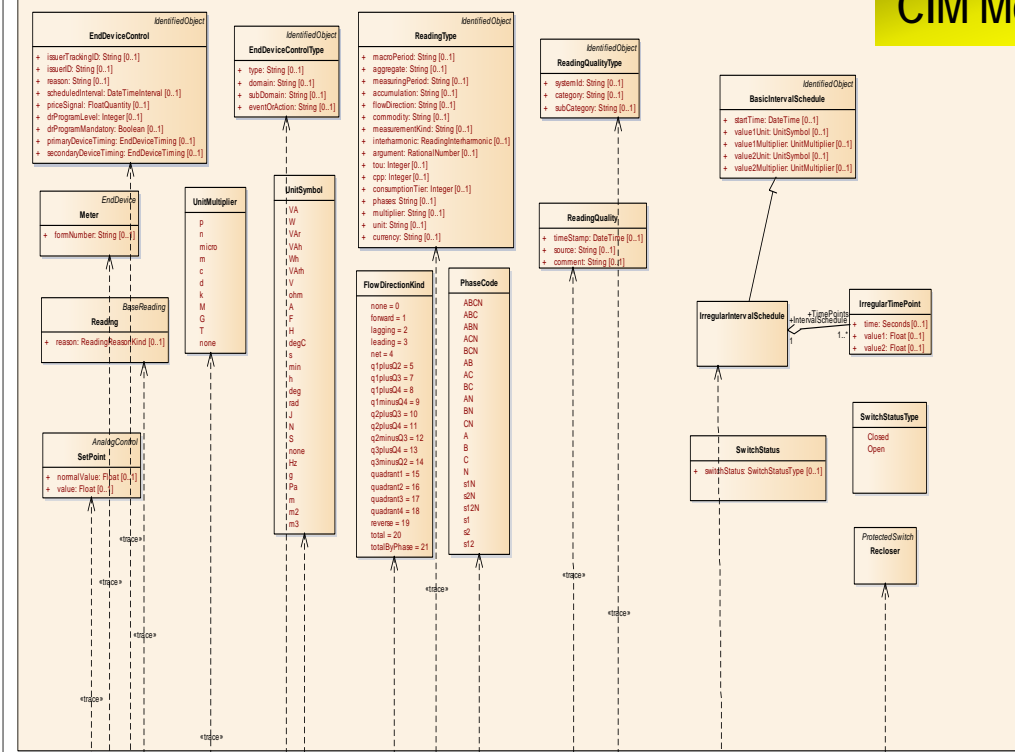 CIM Mo
IdentifiedObject
EndDeviceControl
+ issuerTrackingID: String [0..1]
+ issuerID: String [0..1]
+ reason: String [0..1]
+ scheduledInterval: DateTimeInterval [0..1]
+ priceSignal: FloatQuantity [0..1]
+ drProgramLevel: Integer [0..1]
+ drProgramMandatory: Boolean [0..1]
+ primaryDeviceTiming: EndDeviceTiming [0..1]
+ secondaryDeviceTiming: EndDeviceTiming [0..1]
IdentifiedObject
EndDeviceControlType
+ type: String [0..1]
+ domain: String [0..1]
+ subDomain: String [0..1]
+ eventOrAction: String [0..1]
IdentifiedObject
ReadingType
+ macroPeriod: String [0..1]
+ aggregate: String [0..1]
+ measuringPeriod: String [0..1]
+ accumulation: String [0..1]
+ flowDirection: String [0..1]
+ commodity: String [0..1]
+ measurementKind: String [0..1]
+ interharmonic: ReadingInterharmonic [0..1]
+ argument: RationalNumber [0..1]
+ tou: Integer [0..1]
+ cpp: Integer [0..1]
+ consumptionTier: Integer [0..1]
+ phases: String [0..1]
+ multiplier: String [0..1]
+ unit: String [0..1]
+ currency: String [0..1]
IdentifiedObject
ReadingQualityType
+ systemId: String [0..1]
+ category: String [0..1]
+ subCategory: String [0..1]
IdentifiedObject
BasicIntervalSchedule
+ startTime: DateTime [0..1]
+ value1Unit: UnitSymbol [0..1]
+ value1Multiplier: UnitMultiplier [0..1]
+ value2Unit: UnitSymbol [0..1]
+ value2Multiplier: UnitMultiplier [0..1]
EndDevice
Meter
+ formNumber: String [0..1]
UnitMultiplier
p
n
micro
m
c
d
k
M
G
T
none
UnitSymbol
VA
W
VAr
VAh
Wh
VArh
V
ohm
A
F
H
degC
s
min
h
deg
rad
J
N
S
none
Hz
g
Pa
m
m2
m3
ReadingQuality
+ timeStamp: DateTime [0..1]
+ source: String [0..1]
+ comment: String [0..1]
BaseReading
Reading
+ reason: ReadingReasonKind [0..1]
FlowDirectionKind
none = 0
forward = 1
lagging = 2
leading = 3
net = 4
q1plusQ2 = 5
q1plusQ3 = 7
q1plusQ4 = 8
q1minusQ4 = 9
q2plusQ3 = 10
q2plusQ4 = 11
q2minusQ3 = 12
q3plusQ4 = 13
q3minusQ2 = 14
quadrant1 = 15
quadrant2 = 16
quadrant3 = 17
quadrant4 = 18
reverse = 19
total = 20
totalByPhase = 21
PhaseCode
ABCN
ABC
ABN
ACN
BCN
AB
AC
BC
AN
BN
CN
A
B
C
N
s1N
s2N
s12N
s1
s2
s12
IrregularIntervalSchedule
+IntervalSchedule
1
+TimePoints
1..*
IrregularTimePoint
+ time: Seconds [0..1]
+ value1: Float [0..1]
+ value2: Float [0..1]
AnalogControl
SetPoint
+ normalValue: Float [0..1]
+ value: Float [0..1]
SwitchStatus
+ switchStatus: SwitchStatusType [0..1]
SwitchStatusType
Closed
Open
ProtectedSwitch
Recloser
«trace»
«trace»
«trace»
«trace»
«trace»
«trace»
«trace»
«trace»